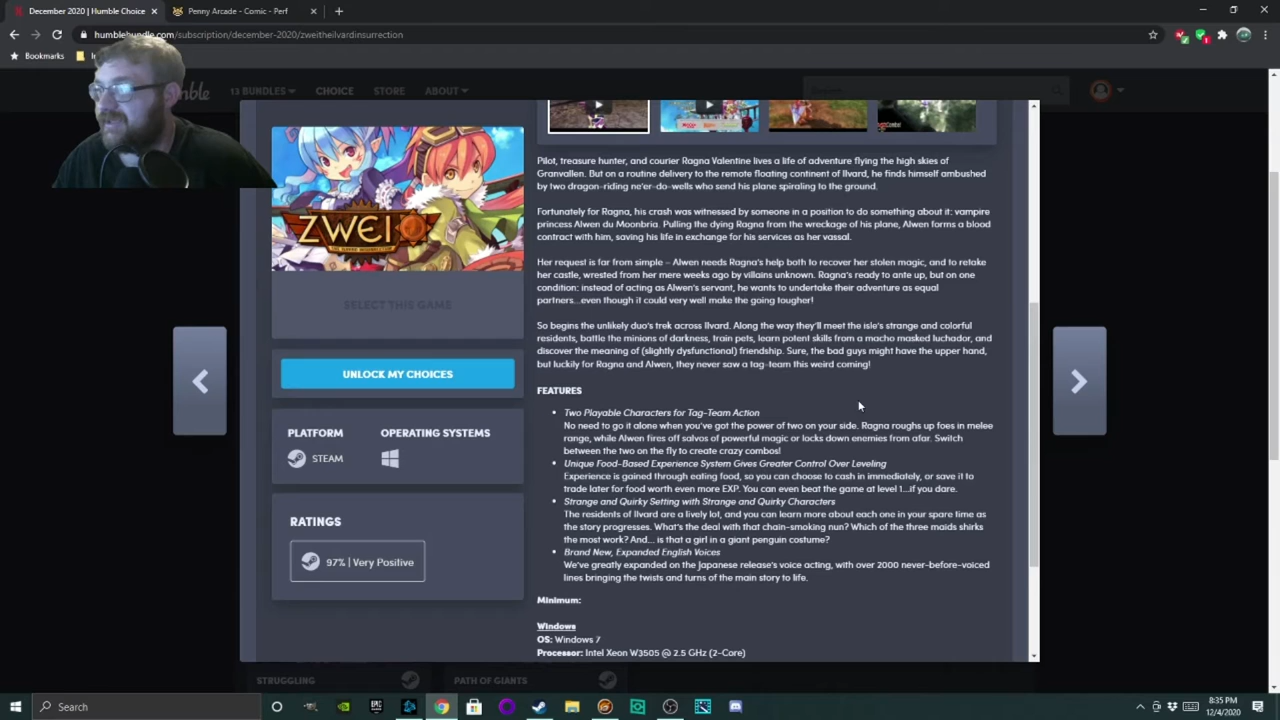 December 2020 | Humble Choice
Penny Arcade - Comic - Perf
humblebundle.com/subscription/december-2020/zweitheilvardinsurrection
Bookmarks
13 BUNDLES
CHOICE
STORE
ABOUT
ZWEI
SELECT THIS GAME
UNLOCK MY CHOICES
PLATFORM
OPERATING SYSTEMS
STEAM
RATINGS
97% | Very Positive
Pilot, treasure hunter, and courier Ragna Valentine lives a life of adventure flying the high skies of
Granvallen. But on a routine delivery to the remote floating continent of Ilvard, he finds himself ambushed
by two dragon-riding ne'er-do-wells who send his plane spiraling to the ground.
Fortunately for Ragna, his crash was witnessed by someone in a position to do something about it: vampire
princess Alwen du Moonbria. Pulling the dying Ragna from the wreckage of his plane, Alwen forms a blood
contract with him, saving his life in exchange for his services as her vassal.
Her request is far from simple – Alwen needs Ragna's help both to recover her stolen magic, and to retake
her castle, wrested from her mere weeks ago by villains unknown. Ragna's ready to ante up, but on one
condition: instead of acting as Alwen's servant, he wants to undertake their adventure as equal
partners...even though it could very well make the going tougher!
So begins the unlikely duo's trek across Ilvard. Along the way they'll meet the isle's strange and colorful
residents, battle the minions of darkness, train pets, learn potent skills from a macho masked luchador, and
discover the meaning of (slightly dysfunctional) friendship. Sure, the bad guys might have the upper hand,
but luckily for Ragna and Alwen, they never saw a tag-team this weird coming!
FEATURES
• Two Playable Characters for Tag-Team Action
No need to go it alone when you've got the power of two on your side. Ragna roughs up foes in melee
range, while Alwen fires off salvos of powerful magic or locks down enemies from afar. Switch
between the two on the fly to create crazy combos!
• Unique Food-Based Experience System Gives Greater Control Over Leveling
Experience is gained through eating food, so you can choose to cash in immediately, or save it to
trade later for food worth even more EXP. You can even beat the game at level 1...if you dare.
• Strange and Quirky Setting with Strange and Quirky Characters
The residents of Ilvard are a lively lot, and you can learn more about each one in your spare time as
the story progresses. What's the deal with that chain-smoking nun? Which of the three maids shirks
the most work? And... is that a girl in a giant penguin costume?
• Brand New, Expanded English Voices
We've greatly expanded on the Japanese release's voice acting, with over 2000 never-before-voiced
lines bringing the twists and turns of the main story to life.
Minimum:
Windows
OS: Windows 7
Processor: Intel Xeon W3505 @ 2.5 GHz (2-Core)
STRUGGLING
PATH OF GIANTS
Search
8:35 PM
12/4/2020